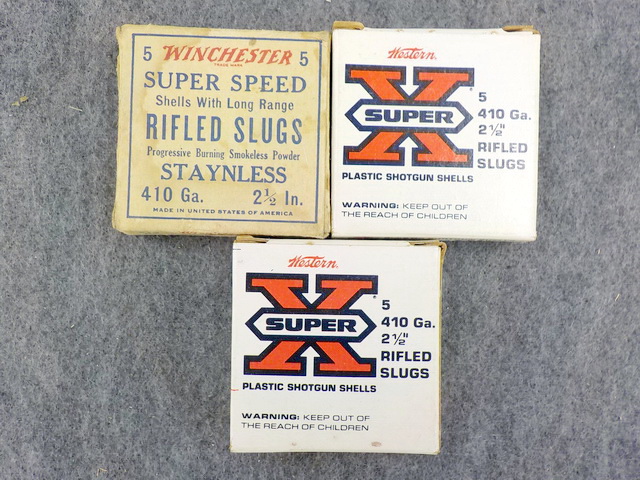 5 WINCHESTER 5
TRADE MARK
SUPER SPEED
Shells With Long Range
RIFLED SLUGS
Progressive Burning Smokeless Powder
STAYNLESS
410 Ga. 2½ In.
MADE IN UNITED STATES OF AMERICA
Western
X
SUPER
5
410 Ga.
2½"
RIFLED
SLUGS
PLASTIC SHOTGUN SHELLS
WARNING: KEEP OUT OF
THE REACH OF CHILDREN
Western
X
SUPER
5
410 Ga.
2½"
RIFLED
SLUGS
PLASTIC SHOTGUN SHELLS
WARNING: KEEP OUT OF
THE REACH OF CHILDREN